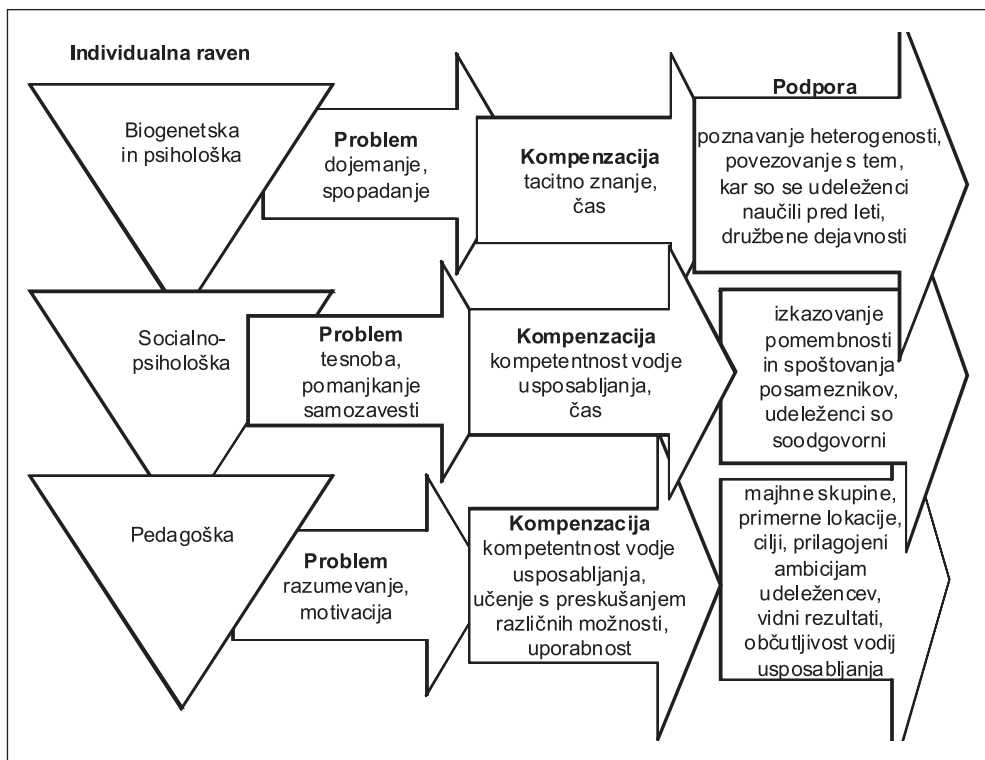 Individualna raven
Biogenetska
in psihološka
Problem
dojemanje,
spopadanje
Kompenzacija
tacitno znanje,
čas
Podpora
poznavanje heterogenosti,
povezovanje s tem,
kar so se udeleženci
naučili pred leti,
družbene dejavnosti
Socialno-
psihološka
Problem
tesnoba,
pomanjkanje
samozavesti
Kompenzacija
kompetentnost vodje
usposabljanja,
čas
izkazovanje
pomembnosti
in spoštovanja
posameznikov,
udeleženci so
soodgovorni
Pedagoška
Problem
razumevanje,
motivacija
Kompenzacija
kompetentnost vodje
usposabljanja,
učenje s preskušanjem
različnih možnosti,
uporabnost
majhne skupine,
primerne lokacije,
cilji, prilagojeni
ambicijam
udeležencev,
vidni rezultati,
občutljivost vodij
usposabljanja